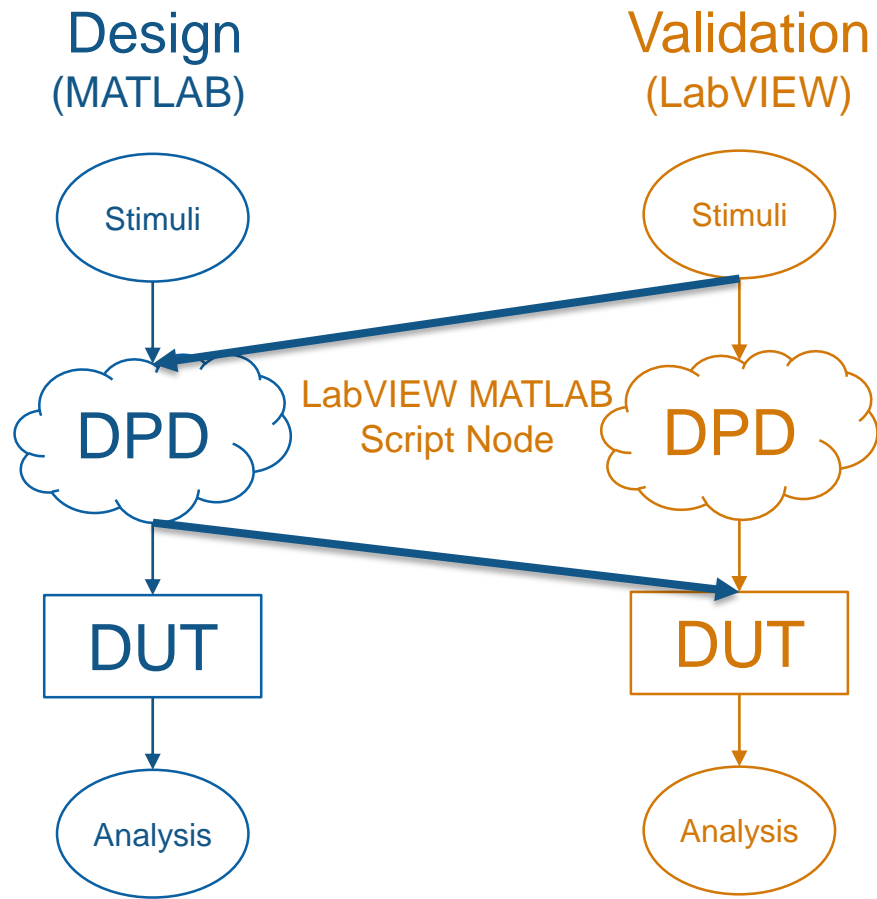 Design
(MATLAB)
Validation
(LabVIEW)
Stimuli
Stimuli
DPD
LabVIEW MATLAB
Script Node
DPD
DUT
DUT
Analysis
Analysis